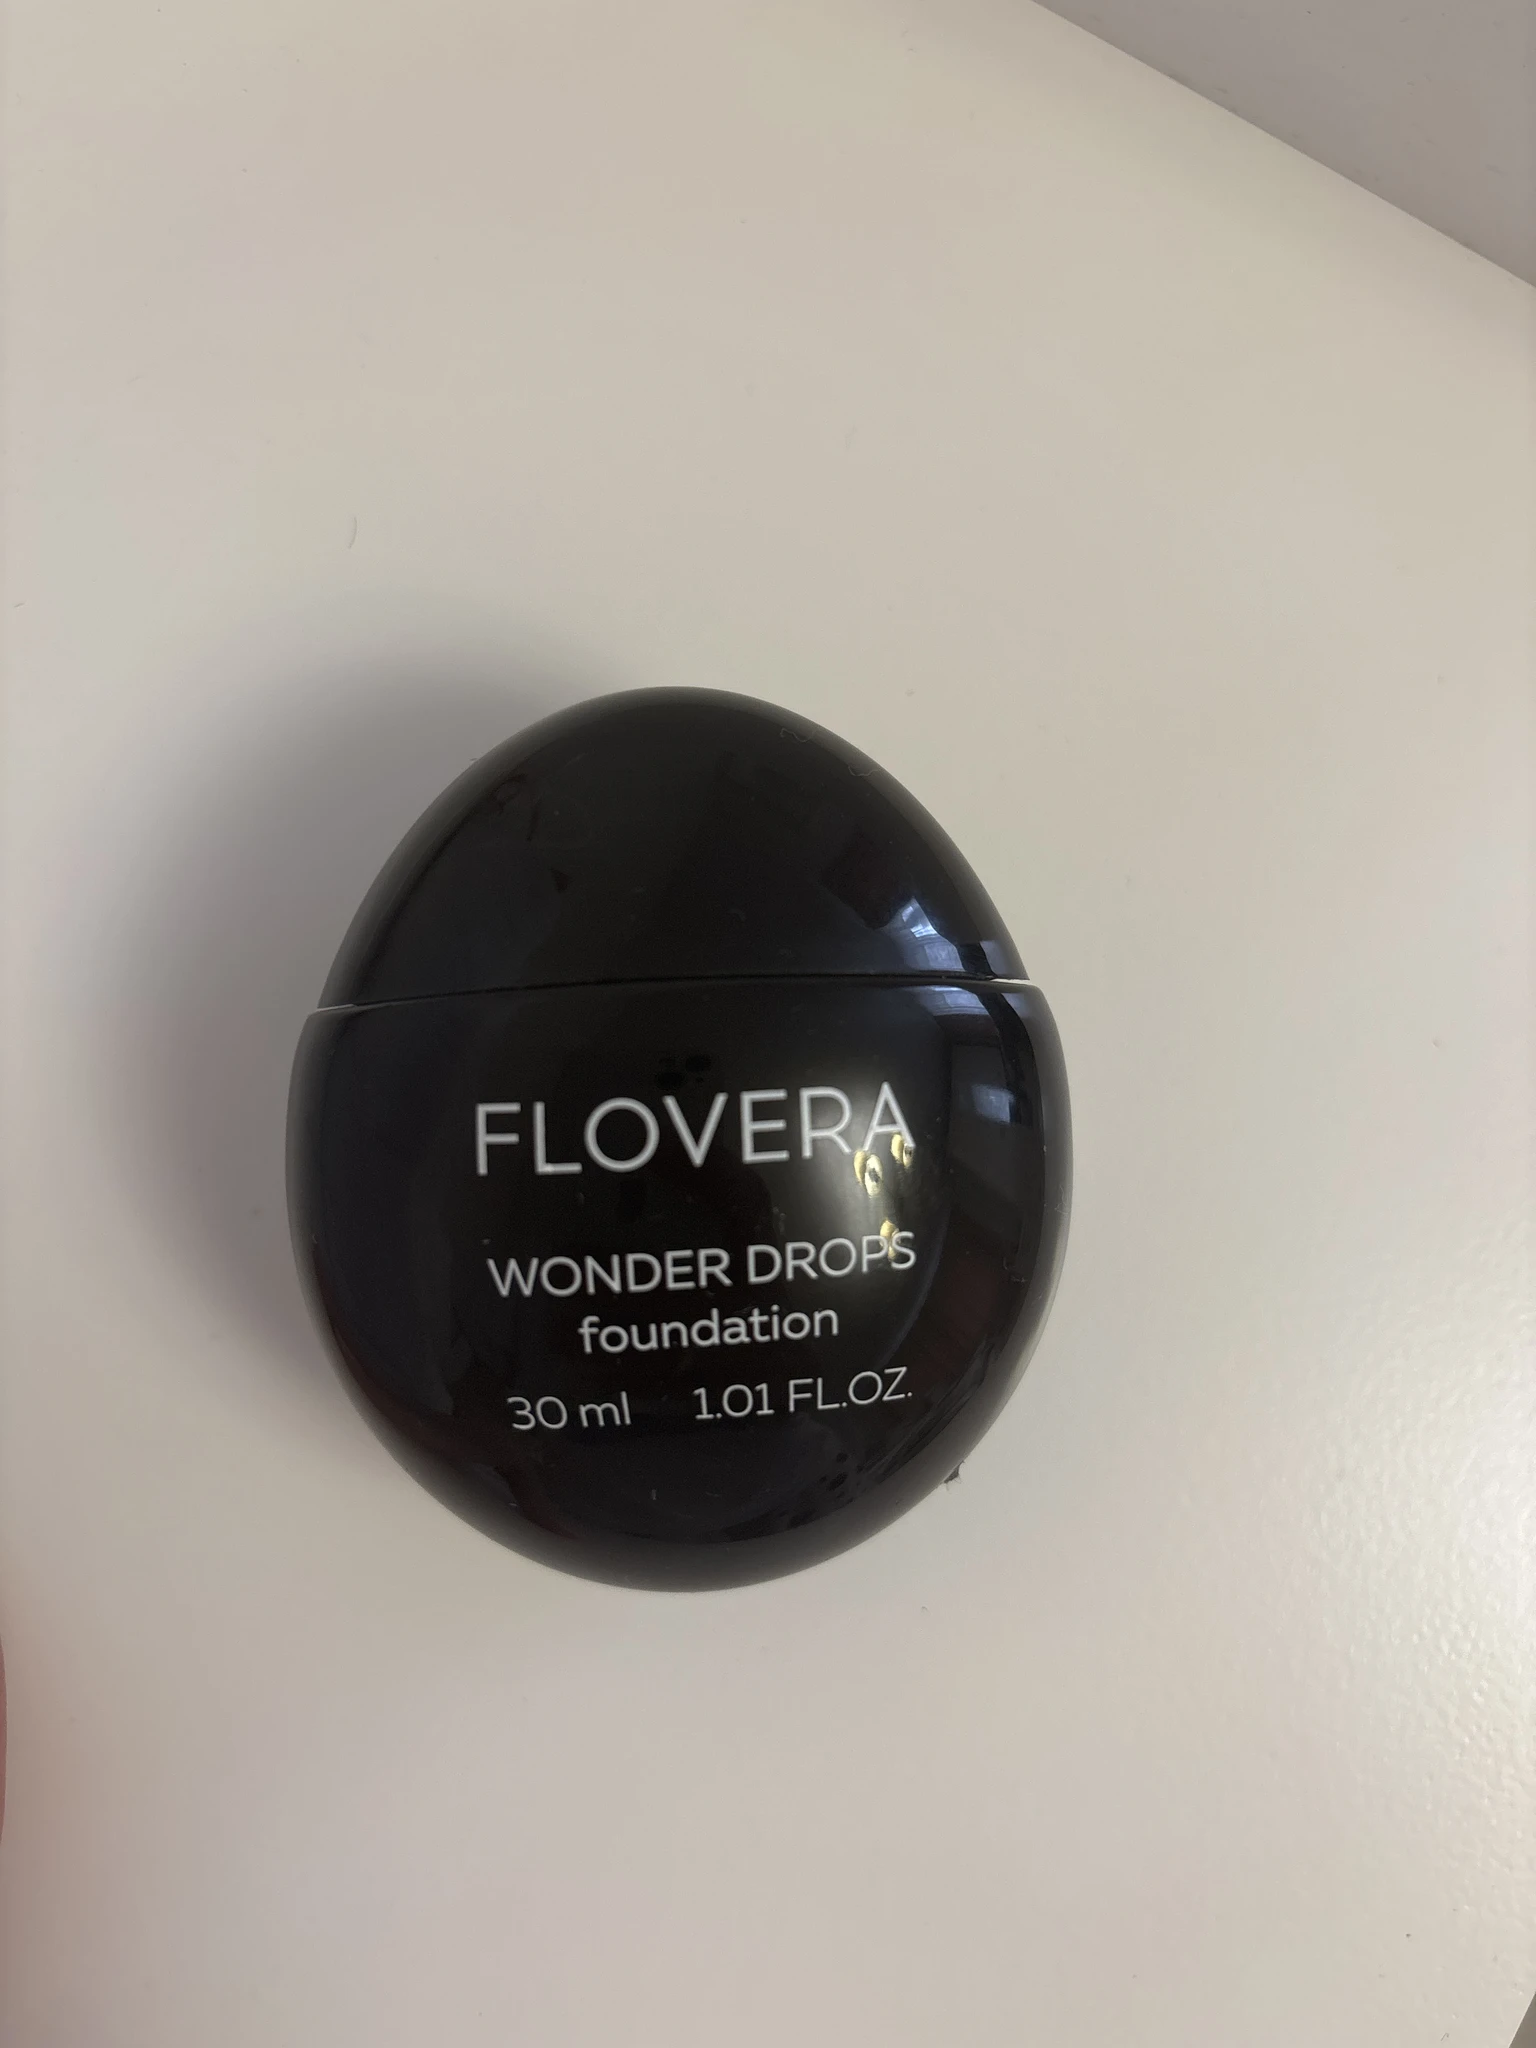 FLOVERA
WONDER DROPS
foundation
30 ml 1.01 FL.OZ.